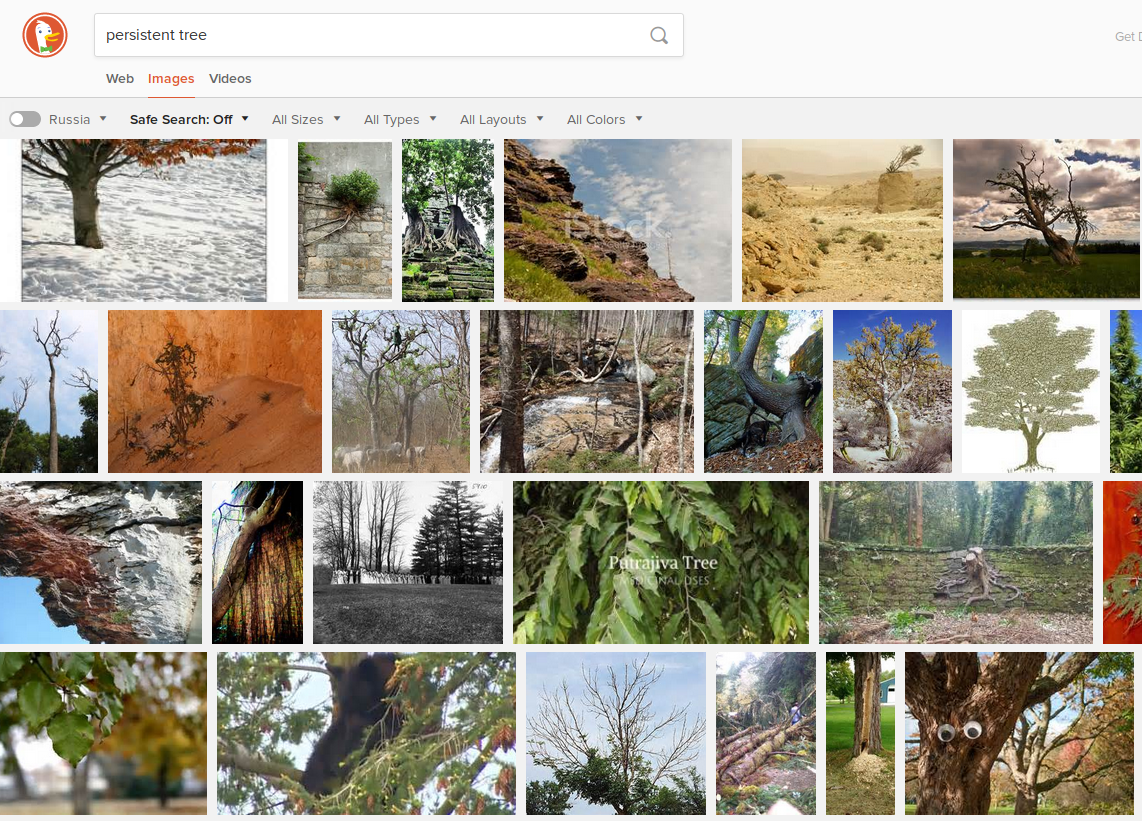 persistent tree
Get D
Web Images Videos
Russia Safe Search: Off All Sizes All Types All Layouts All Colors
iStock
Putrajiva Tree
MEDICINAL USES